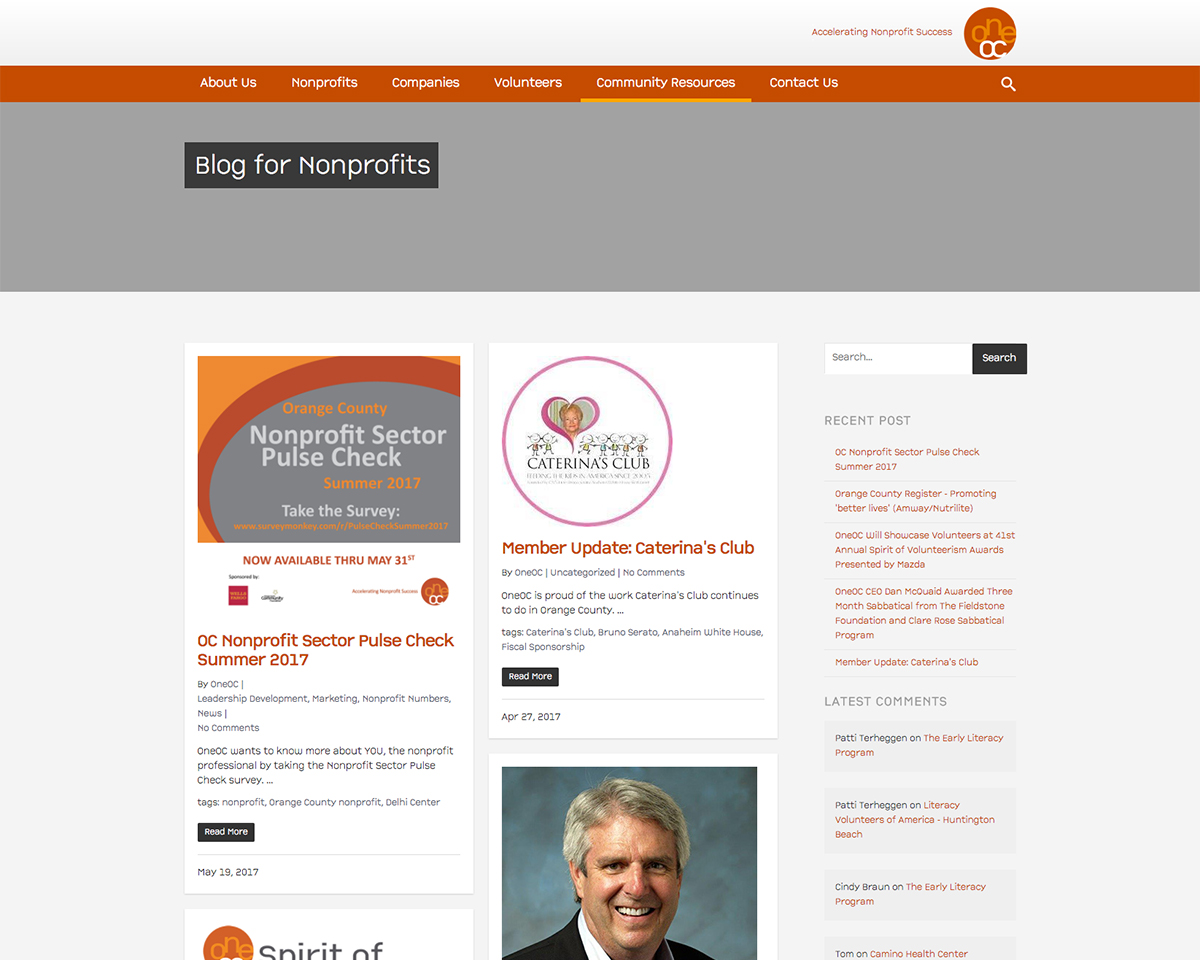 Accelerating Nonprofit Success
one
OC
About Us
Nonprofits
Companies
Volunteers
Community Resources
Contact Us
Blog for Nonprofits
Orange County
Nonprofit Sector
Pulse Check
Summer 2017
Take the Survey:
www.surveymonkey.com/r/PulseCheckSummer2017
NOW AVAILABLE THRU MAY 31ST
Sponsored by:
WELLS
FARGO
Community
Accelerating Nonprofit Success
one
OC
OC Nonprofit Sector Pulse Check
Summer 2017
By OneOC |
Leadership Development, Marketing, Nonprofit Numbers,
News |
No Comments
OneOC wants to know more about YOU, the nonprofit
professional by taking the Nonprofit Sector Pulse
Check survey. ...
tags: nonprofit, Orange County nonprofit, Delhi Center
Read More
May 19, 2017
one
Spirit of
CATERINA'S CLUB
FEEDING THE KIDS IN AMERICA SINCE 2005
Member Update: Caterina's Club
By OneOC | Uncategorized | No Comments
OneOC is proud of the work Caterina's Club continues
to do in Orange County. ...
tags: Caterina's Club, Bruno Serato, Anaheim White House,
Fiscal Sponsorship
Read More
Apr 27, 2017
Search...
Search
RECENT POST
OC Nonprofit Sector Pulse Check
Summer 2017
Orange County Register - Promoting
'better lives' (Amway/Nutrilite)
OneOC Will Showcase Volunteers at 41st
Annual Spirit of Volunteerism Awards
Presented by Mazda
OneOC CEO Dan McQuaid Awarded Three
Month Sabbatical from The Fieldstone
Foundation and Clare Rose Sabbatical
Program
Member Update: Caterina's Club
LATEST COMMENTS
Patti Terheggen on The Early Literacy
Program
Patti Terheggen on Literacy
Volunteers of America - Huntington
Beach
Cindy Braun on The Early Literacy
Program
Tom on Camino Health Center